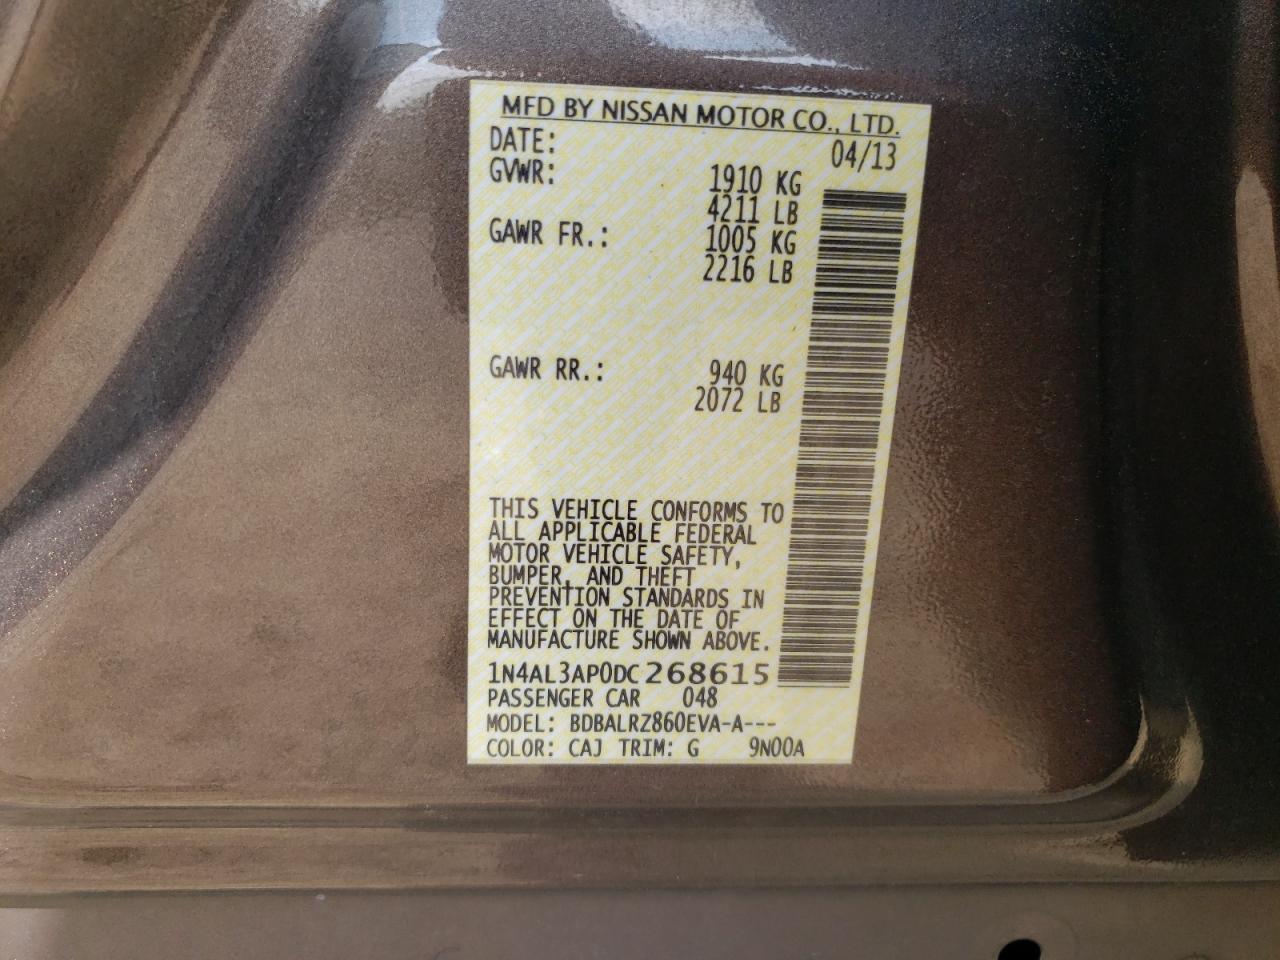 MFD BY NISSAN MOTOR CO., LTD.
DATE: 04/13
GVWR: 1910 KG
4211 LB
GAWR FR.: 1005 KG
2216 LB
GAWR RR.: 940 KG
2072 LB
THIS VEHICLE CONFORMS TO
ALL APPLICABLE FEDERAL
MOTOR VEHICLE SAFETY,
BUMPER, AND THEFT
PREVENTION STANDARDS IN
EFFECT ON THE DATE OF
MANUFACTURE SHOWN ABOVE.
1N4AL3AP0DC268615
PASSENGER CAR 048
MODEL: BDBALRZ860EVA-A---
COLOR: CAJ TRIM: G 9N00A